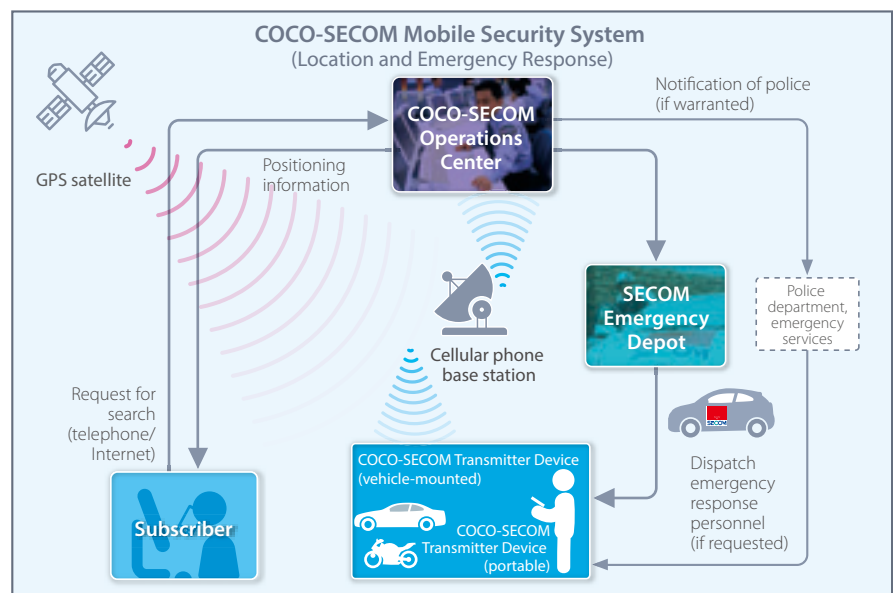 COCO-SECOM Mobile Security System
(Location and Emergency Response)
GPS satellite
Positioning
information
COCO-SECOM
Operations
Center
Notification of police
(if warranted)
Cellular phone
base station
SECOM
Emergency
Depot
Police
department,
emergency
services
Request for
search
(telephone/
Internet)
Subscriber
COCO-SECOM Transmitter Device
(vehicle-mounted)
COCO-SECOM
Transmitter Device
(portable)
SECOM
Dispatch
emergency
response
personnel
(if requested)